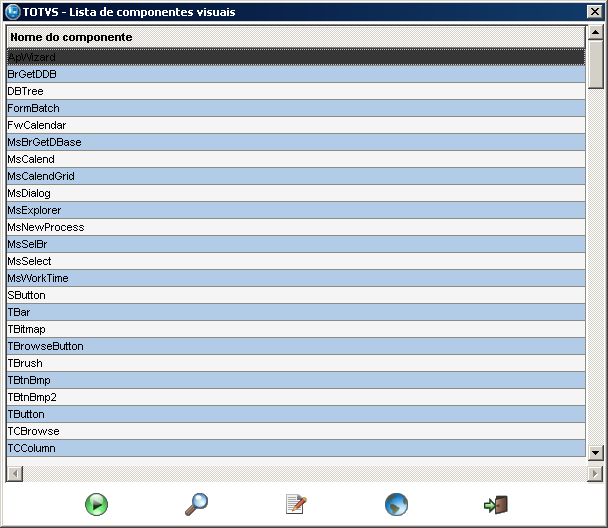 TOTVS - Lista de componentes visuais
Nome do componente
ApWizard
BrGetDDB
DBTree
FormBatch
FwCalendar
MsBrGetDBase
MsCalend
MsCalendGrid
MsDialog
MsExplorer
MsNewProcess
MsSelBr
MsSelect
MsWorkTime
SButton
TBar
TBitmap
TBrowseButton
TBrush
TBtnBmp
TBtnBmp2
TButton
TCBrowse
TCColumn